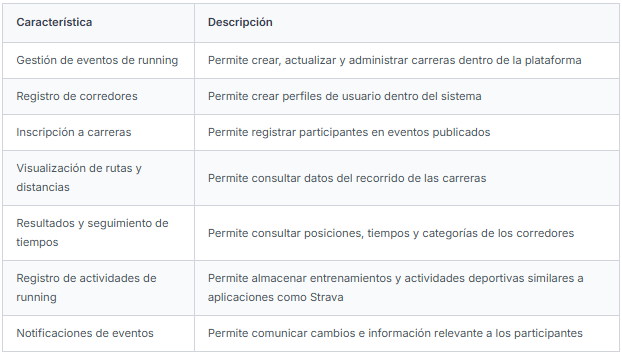 Característica
Descripción
Gestión de eventos de running
Permite crear, actualizar y administrar carreras dentro de la plataforma
Registro de corredores
Permite crear perfiles de usuario dentro del sistema
Inscripción a carreras
Permite registrar participantes en eventos publicados
Visualización de rutas y
distancias
Permite consultar datos del recorrido de las carreras
Resultados y seguimiento de
tiempos
Permite consultar posiciones, tiempos y categorías de los corredores
Registro de actividades de
running
Permite almacenar entrenamientos y actividades deportivas similares a
aplicaciones como Strava
Notificaciones de eventos
Permite comunicar cambios e información relevante a los participantes